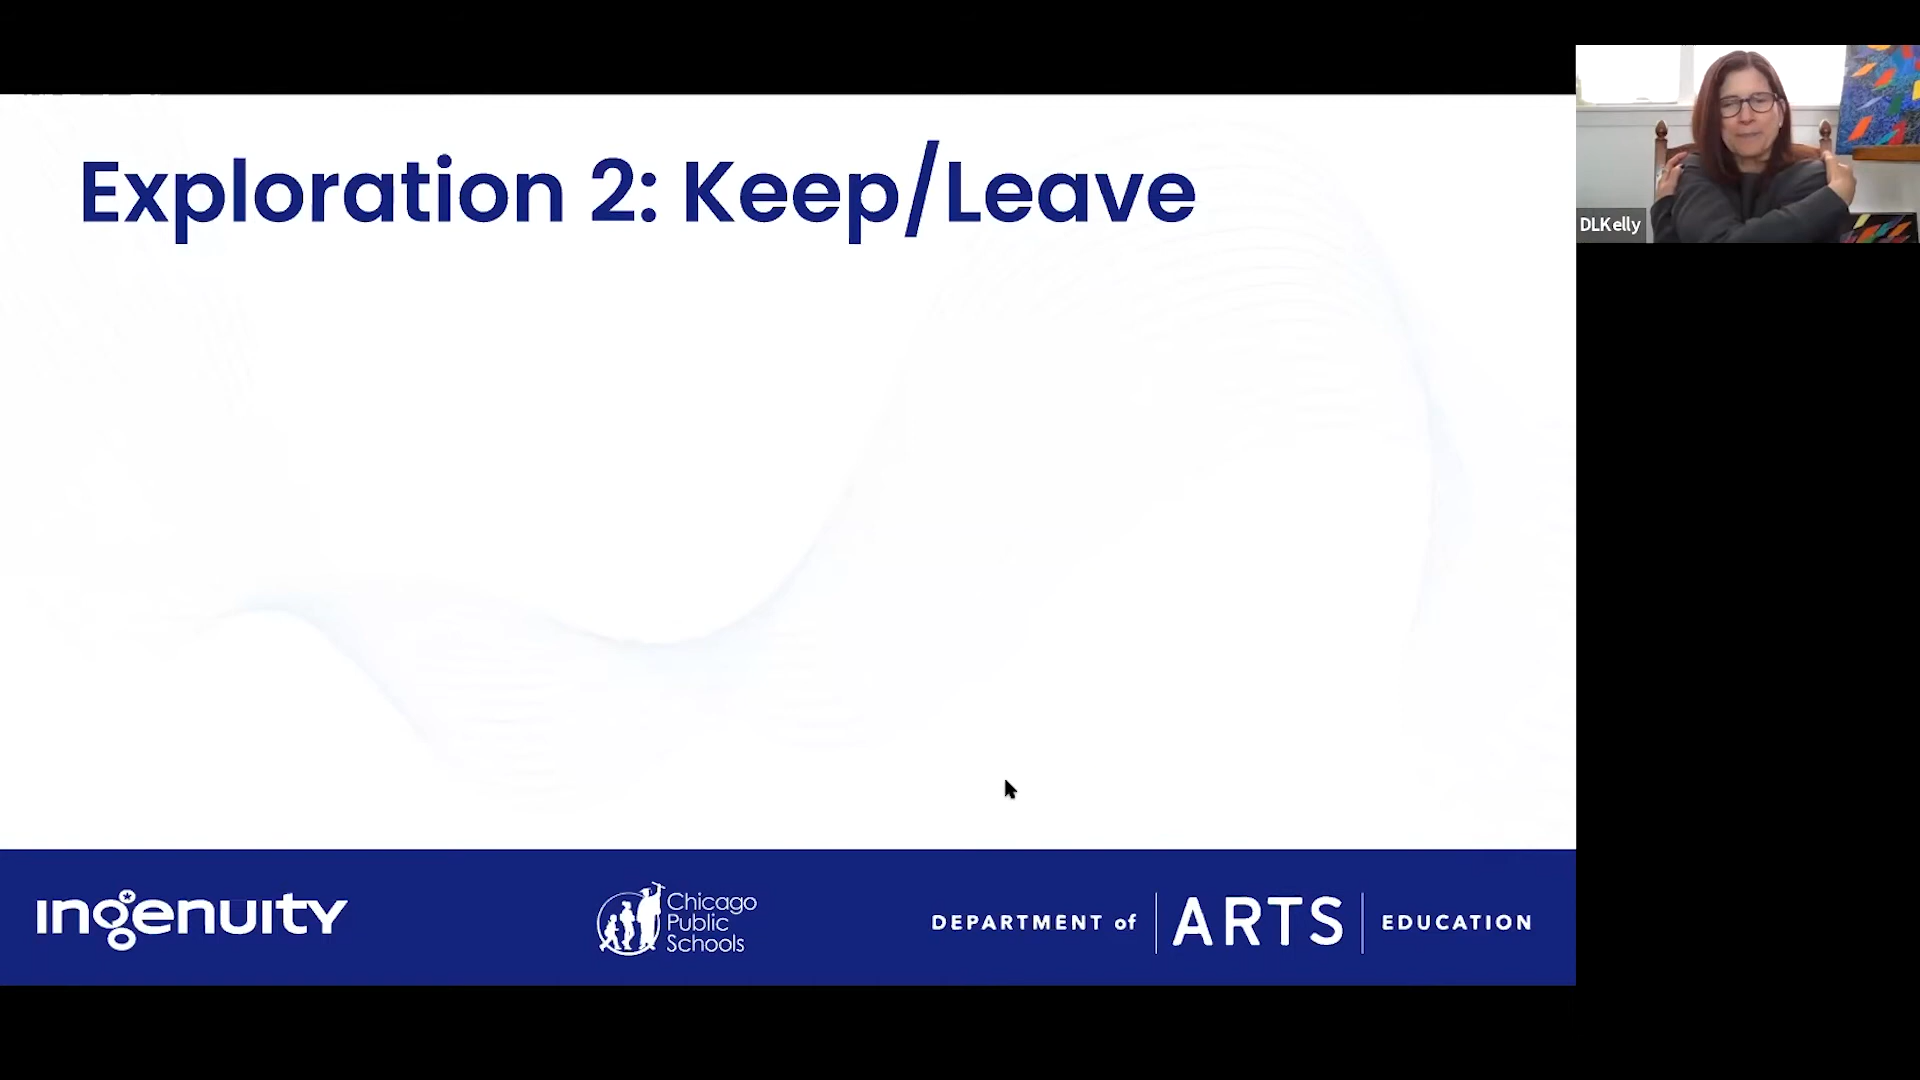 Exploration 2: Keep/Leave
DLKelly
ingenuity
Chicago
Public
Schools
DEPARTMENT of
ARTS
EDUCATION